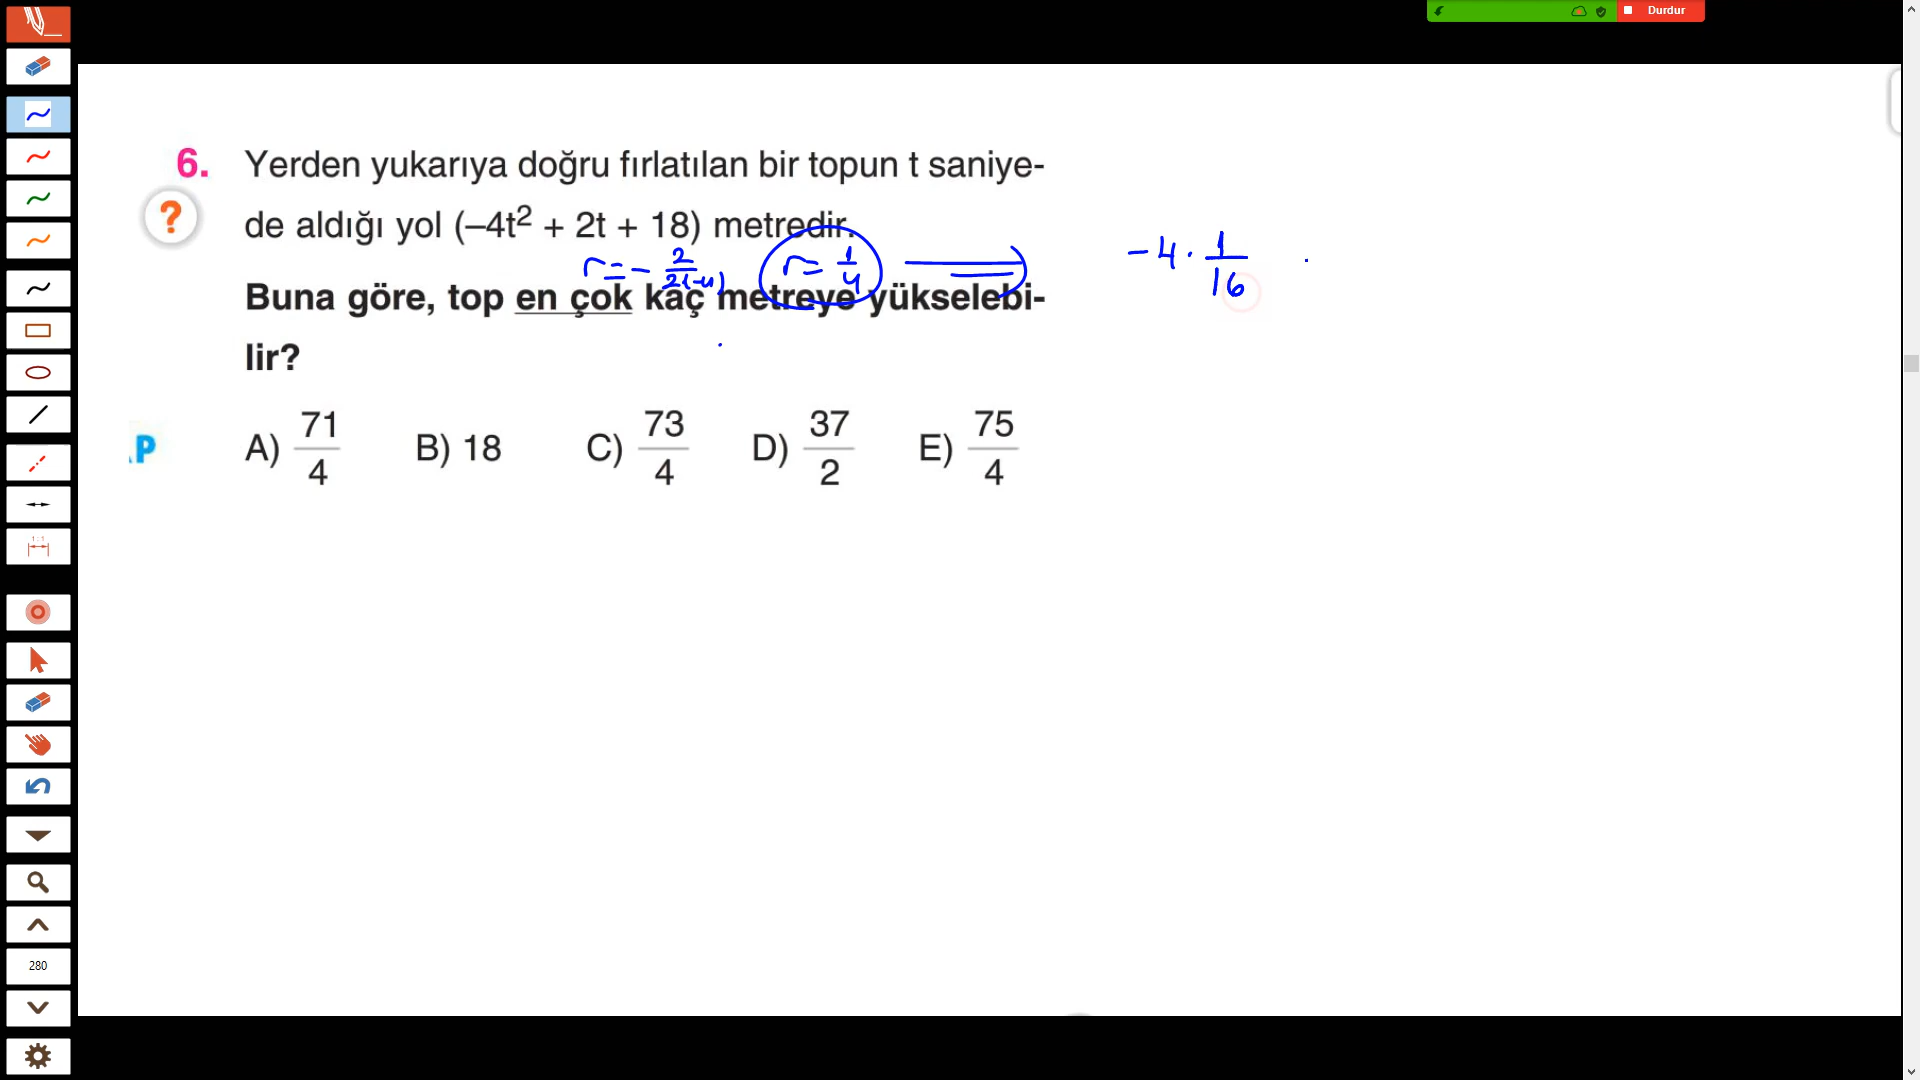 Durdur
6. Yerden yukarıya doğru fırlatılan bir topun t saniye-
? de aldığı yol (–4t² + 2t + 18) metredir.
r = - 2/2(-4) r = 1/4 -4 . 1/16
Buna göre, top en çok kaç metreye yükselebi-
lir?
P A) 71/4 B) 18 C) 73/4 D) 37/2 E) 75/4
1:1
280